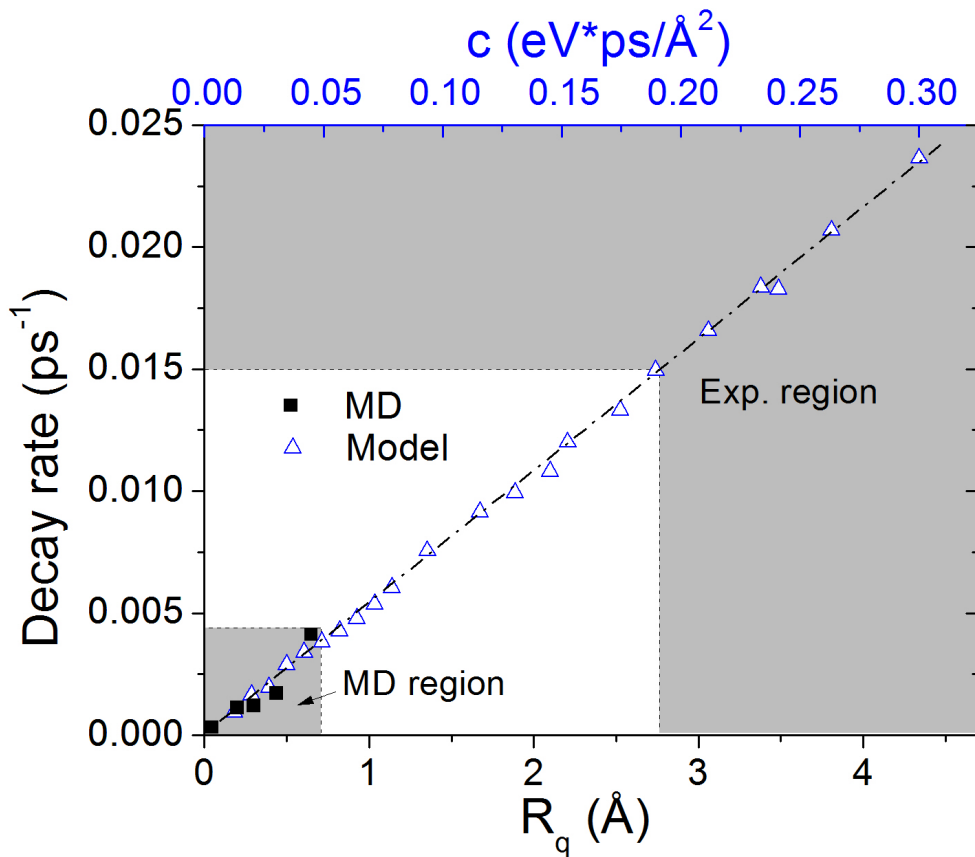 c (eV*ps/Å²)
0.00 0.05 0.10 0.15 0.20 0.25 0.30
0.025
0.020
0.015
0.010
0.005
0.000
Decay rate (ps⁻¹)
MD
Model
Exp. region
MD region
0 1 2 3 4
R_q (Å)